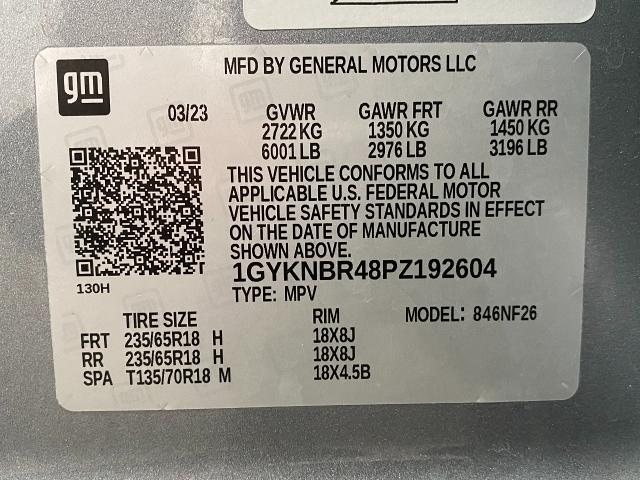 gm
MFD BY GENERAL MOTORS LLC
03/23 GVWR GAWR FRT GAWR RR
2722 KG 1350 KG 1450 KG
6001 LB 2976 LB 3196 LB
THIS VEHICLE CONFORMS TO ALL
APPLICABLE U.S. FEDERAL MOTOR
VEHICLE SAFETY STANDARDS IN EFFECT
ON THE DATE OF MANUFACTURE
SHOWN ABOVE.
1GYKNBR48PZ192604
130H
TYPE: MPV
TIRE SIZE RIM MODEL: 846NF26
FRT 235/65R18 H 18X8J
RR 235/65R18 H 18X8J
SPA T135/70R18 M 18X4.5B